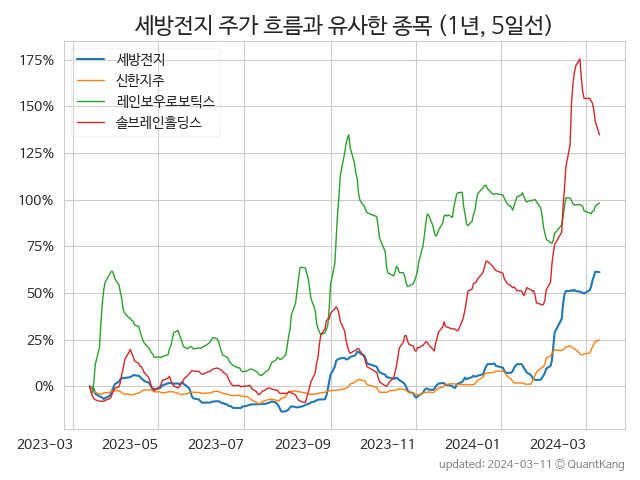 세방전지 주가 흐름과 유사한 종목 (1년, 5일선)
세방전지
신한지주
레인보우로보틱스
솔브레인홀딩스
175%
150%
125%
100%
75%
50%
25%
0%
2023-03 2023-05 2023-07 2023-09 2023-11 2024-01 2024-03
updated: 2024-03-11 © QuantKang